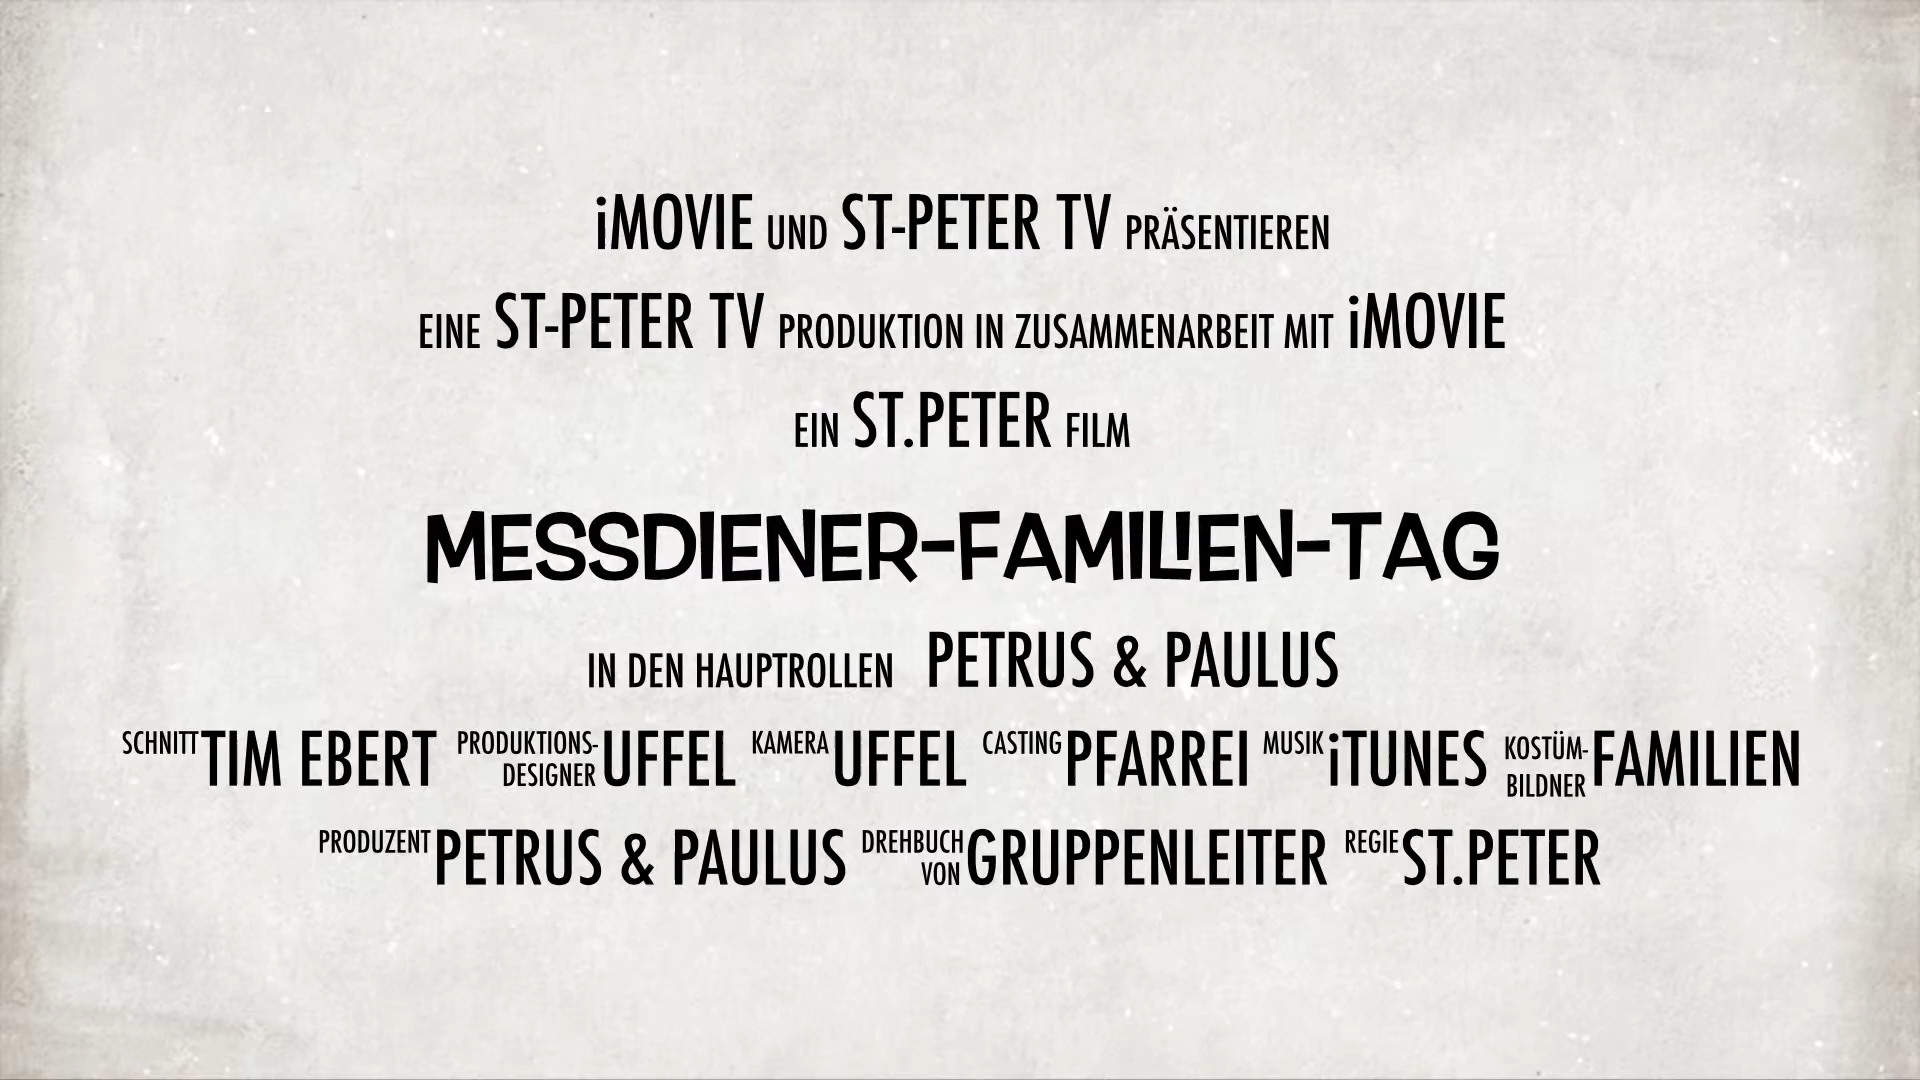 iMOVIE UND ST-PETER TV PRÄSENTIEREN
EINE ST-PETER TV PRODUKTION IN ZUSAMMENARBEIT MIT iMOVIE
EIN ST.PETER FILM
MESSDIENER-FAMILIEN-TAG
IN DEN HAUPTROLLEN PETRUS & PAULUS
SCHNITT TIM EBERT PRODUKTIONS-DESIGNER UFFEL KAMERA UFFEL CASTING PFARREI MUSIK iTUNES KOSTÜM-BILDNER FAMILIEN
PRODUZENT PETRUS & PAULUS DREHBUCH VON GRUPPENLEITER REGIE ST.PETER